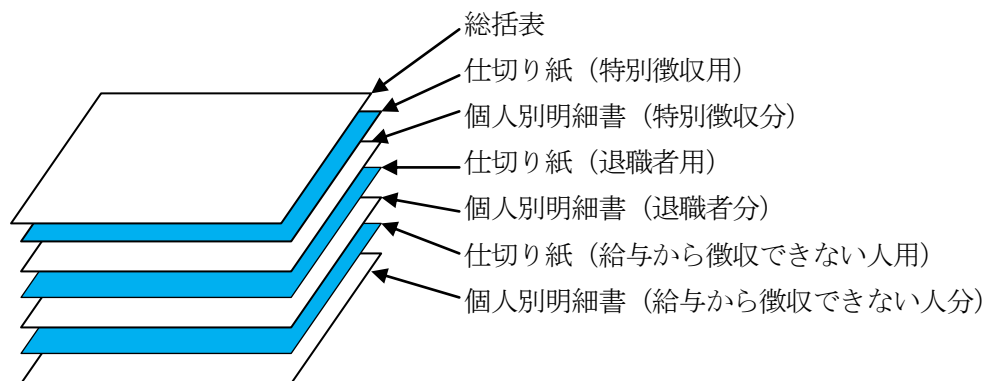 総括表
仕切り紙（特別徴収用）
個人別明細書（特別徴収分）
仕切り紙（退職者用）
個人別明細書（退職者分）
仕切り紙（給与から徴収できない人用）
個人別明細書（給与から徴収できない人分）